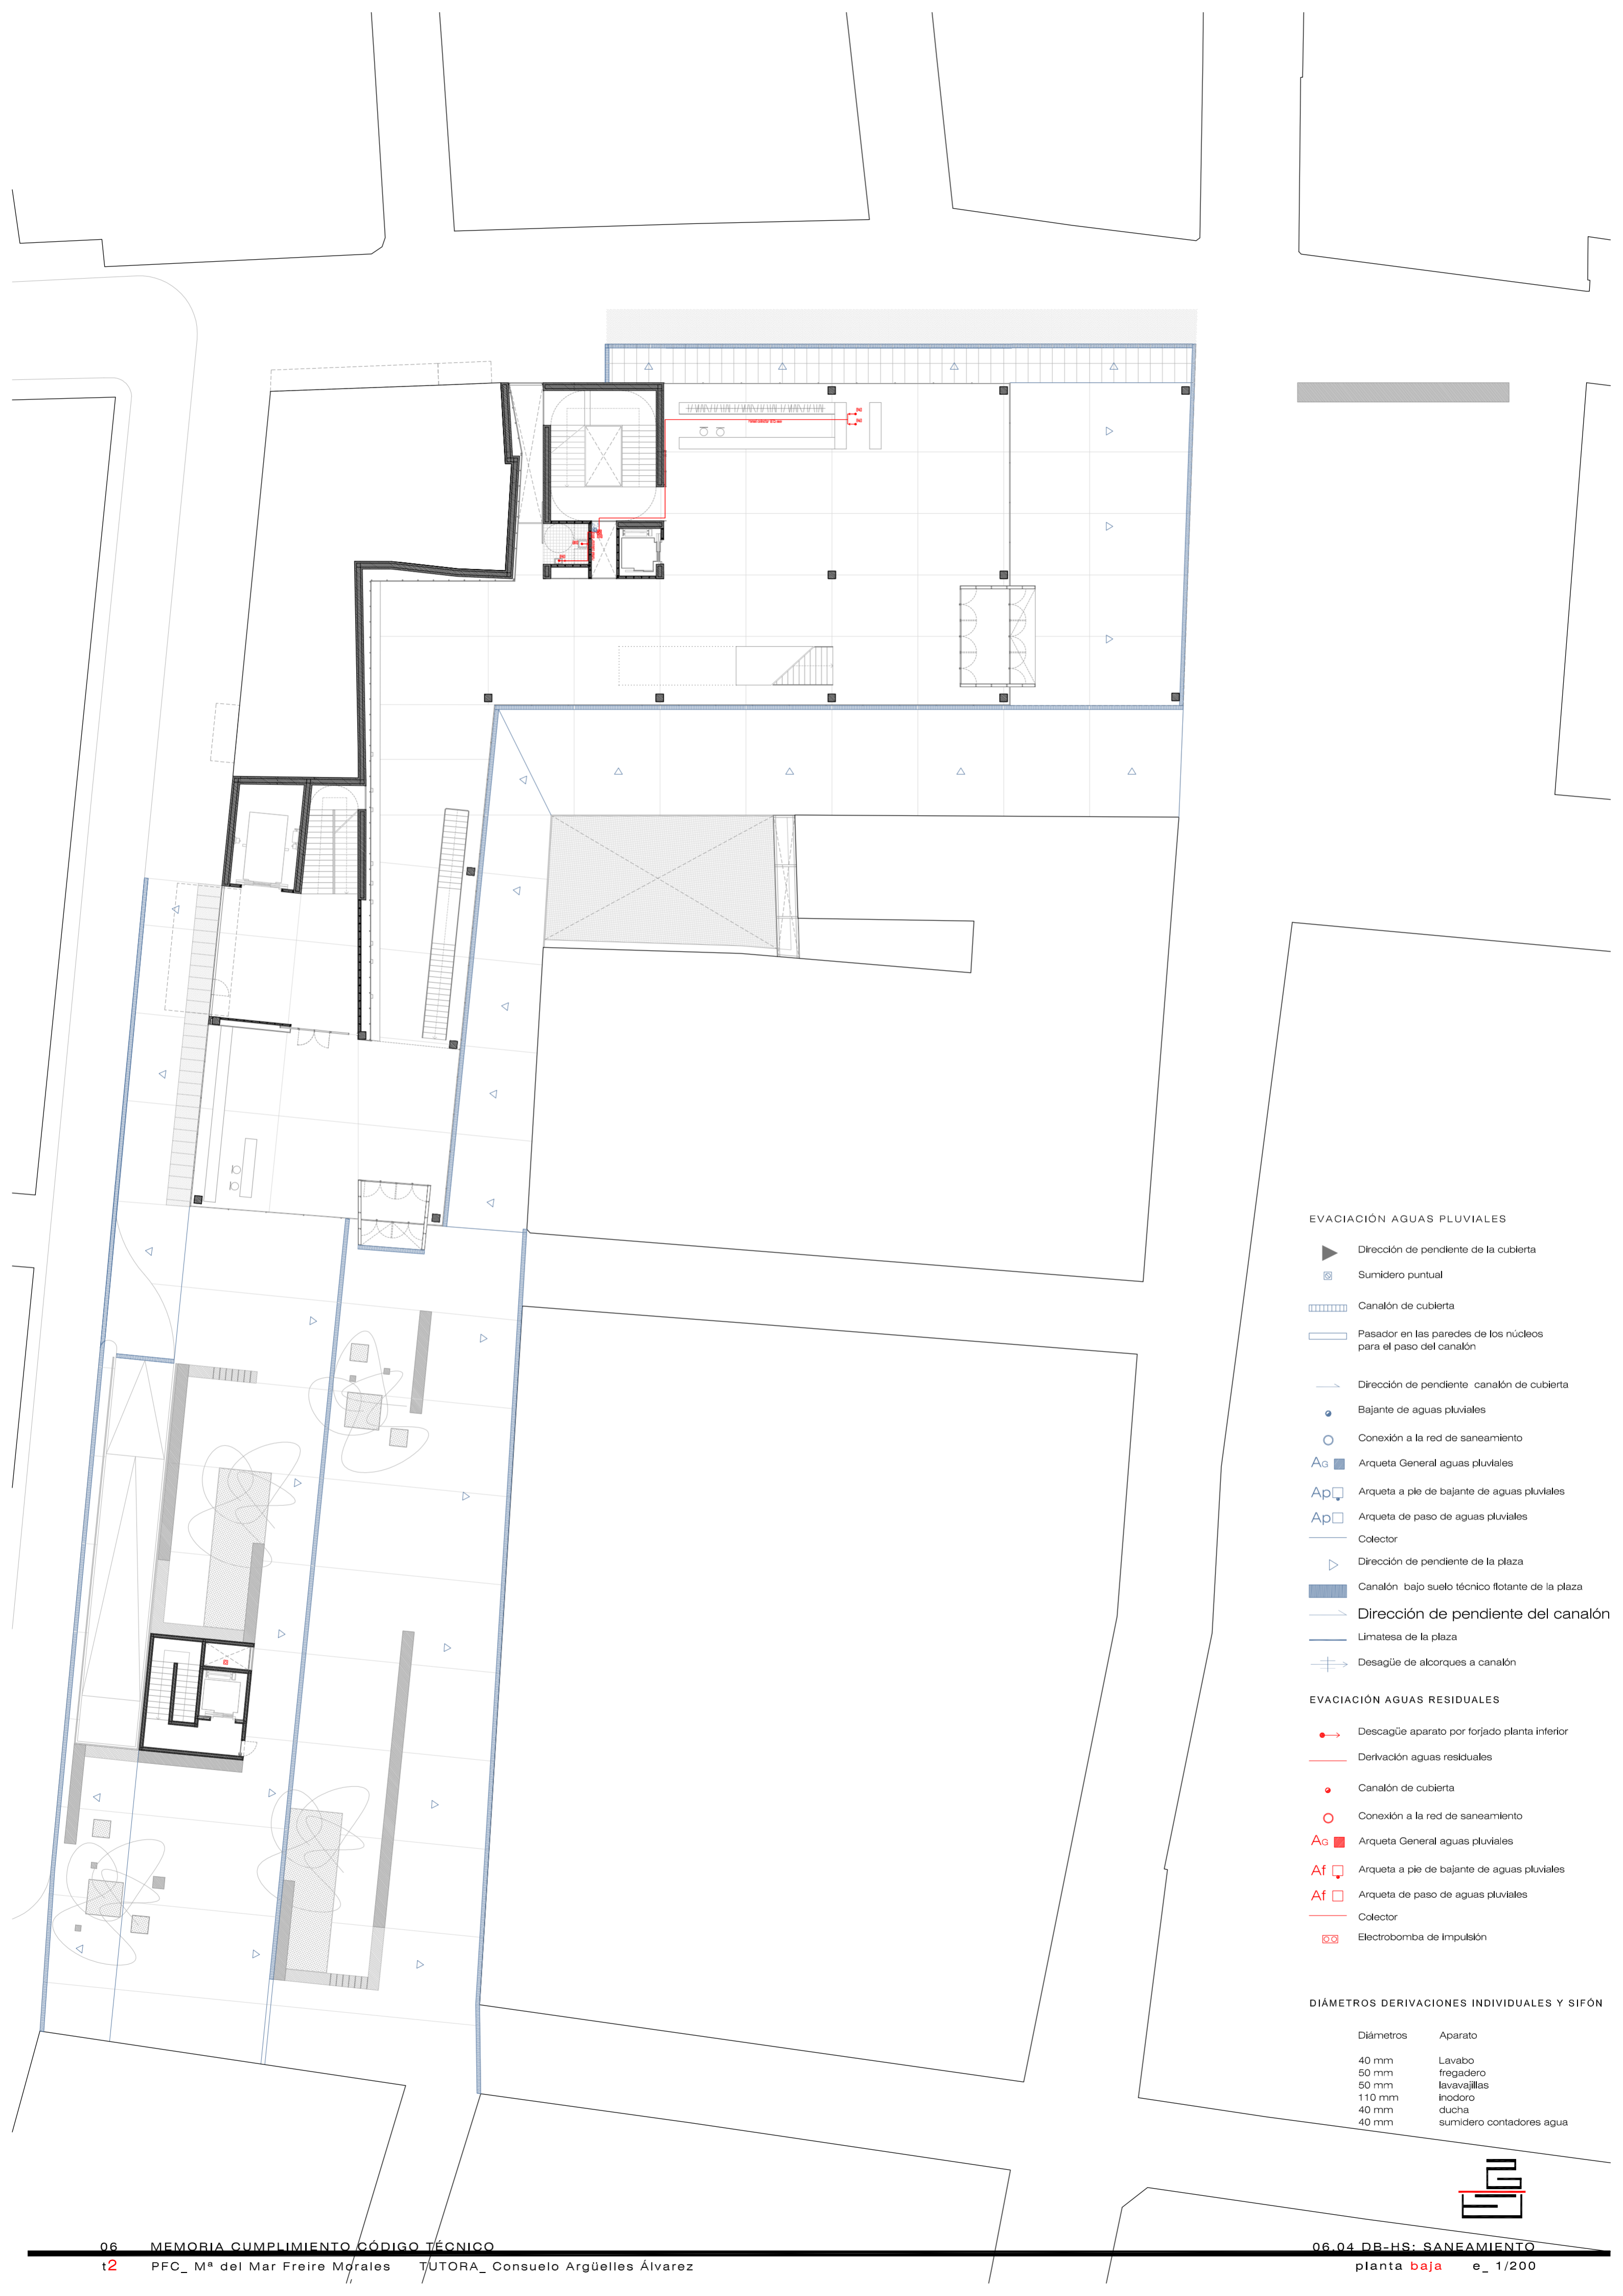 EVACIACIÓN AGUAS PLUVIALES
Dirección de pendiente de la cubierta
Sumidero puntual
Canalón de cubierta
Pasador en las paredes de los núcleos
para el paso del canalón
Dirección de pendiente canalón de cubierta
Bajante de aguas pluviales
Conexión a la red de saneamiento
AG Arqueta General aguas pluviales
Ap Arqueta a pie de bajante de aguas pluviales
Ap Arqueta de paso de aguas pluviales
Colector
Dirección de pendiente de la plaza
Canalón bajo suelo técnico flotante de la plaza
Dirección de pendiente del canalón
Limatesa de la plaza
Desagüe de alcorques a canalón
EVACIACIÓN AGUAS RESIDUALES
Descagüe aparato por forjado planta inferior
Derivación aguas residuales
Canalón de cubierta
Conexión a la red de saneamiento
AG Arqueta General aguas pluviales
Af Arqueta a pie de bajante de aguas pluviales
Af Arqueta de paso de aguas pluviales
Colector
Electrobomba de impulsión
DIÁMETROS DERIVACIONES INDIVIDUALES Y SIFÓN
Diámetros Aparato
40 mm Lavabo
50 mm fregadero
50 mm lavavajillas
110 mm inodoro
40 mm ducha
40 mm sumidero contadores agua
06 MEMORIA CUMPLIMIENTO CÓDIGO TÉCNICO
06.04 DB-HS: SANEAMIENTO
t2 PFC_ Mª del Mar Freire Morales TUTORA_ Consuelo Argüelles Álvarez
planta baja e_ 1/200